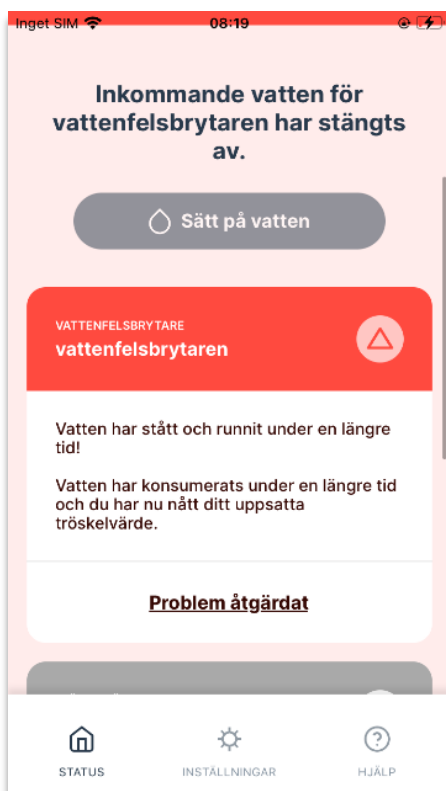 Inget SIM 08:19
Inkommande vatten för
vattenfelsbrytaren har stängts
av.
Sätt på vatten
VATTENFELSBRYTARE
vattenfelsbrytaren
Vatten har stått och runnit under en längre
tid!
Vatten har konsumerats under en längre tid
och du har nu nått ditt uppsatta
tröskelvärde.
Problem åtgärdat
STATUS INSTÄLLNINGAR HJÄLP